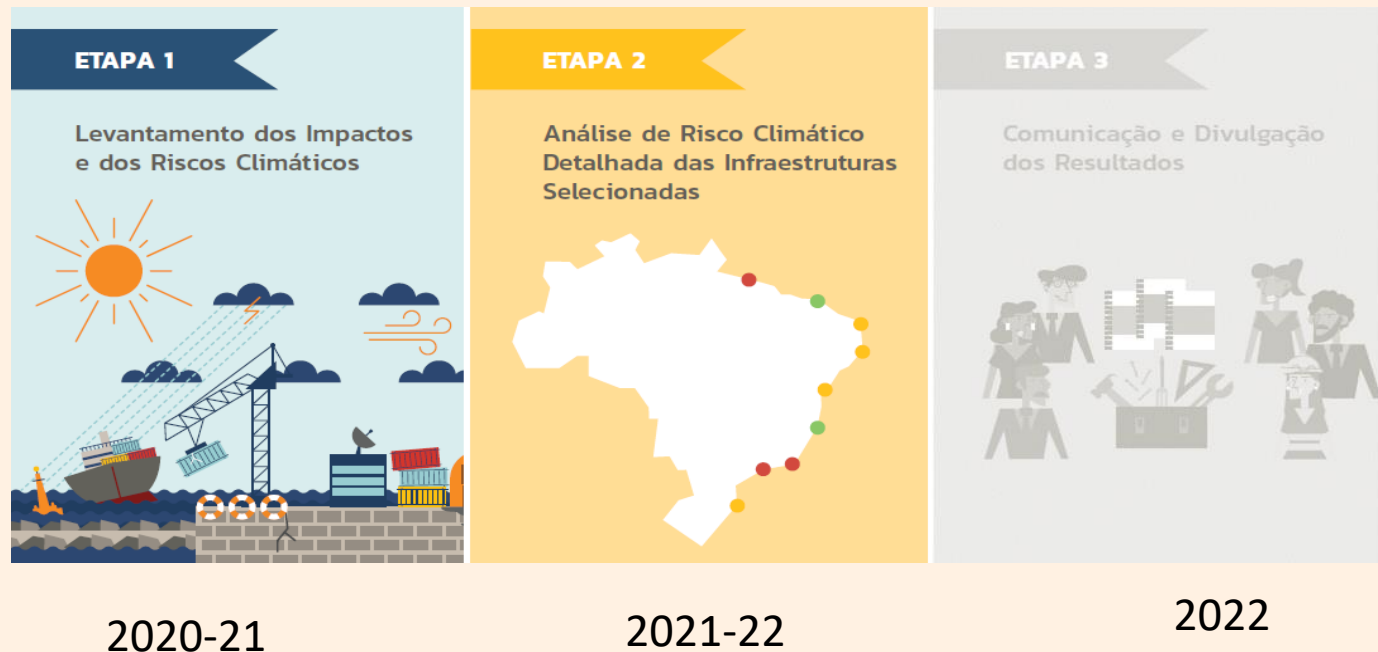 ETAPA 1
Levantamento dos Impactos
e dos Riscos Climáticos
2020-21
ETAPA 2
Análise de Risco Climático
Detalhada das Infraestruturas
Selecionadas
2021-22
ETAPA 3
Comunicação e Divulgação
dos Resultados
2022